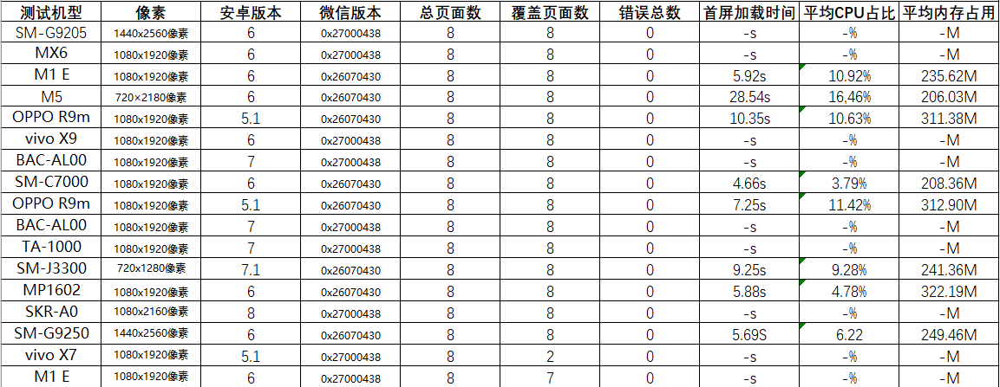 测试机型 像素 安卓版本 微信版本 总页面数 覆盖页面数 错误总数 首屏加载时间 平均CPU占比 平均内存占用
SM-G9205 1440x2560像素 6 0x27000438 8 8 0 -s -% -M
MX6 1080x1920像素 6 0x27000438 8 8 0 -s -% -M
M1 E 1080x1920像素 6 0x26070430 8 8 0 5.92s 10.92% 235.62M
M5 720×2180像素 6 0x26070430 8 8 0 28.54s 16,46% 206.03M
OPPO R9m 1080x1920像素 5.1 0x26070430 8 8 0 10.35s 10.63% 311.38M
vivo X9 1080x1920像素 6 0x27000438 8 8 0 -s -% -M
BAC-AL00 1080x1920像素 7 0x27000438 8 8 0 -s -% -M
SM-C7000 1080x1920像素 6 0x26070430 8 8 0 4.66s 3.79% 208.36M
OPPO R9m 1080x1920像素 5.1 0x26070430 8 8 0 7.25s 11.42% 312.90M
BAC-AL00 1080x1920像素 7 0x27000438 8 8 0 -s -% -M
TA-1000 1080x1920像素 7 0x27000438 8 8 0 -s -% -M
SM-J3300 720x1280像素 7.1 0x26070430 8 8 0 9.25s 9.28% 241.36M
MP1602 1080x1920像素 6 0x26070430 8 8 0 5.88s 4.78% 322.19M
SKR-A0 1080x2160像素 8 0x27000438 8 8 0 -s -% -M
SM-G9250 1440x2560像素 6 0x26070430 8 8 0 5.69S 6.22 249.46M
vivo X7 1080x1920像素 5.1 0x27000438 8 2 0 -s -% -M
M1 E 1080x1920像素 6 0x27000438 8 7 0 -s -% -M